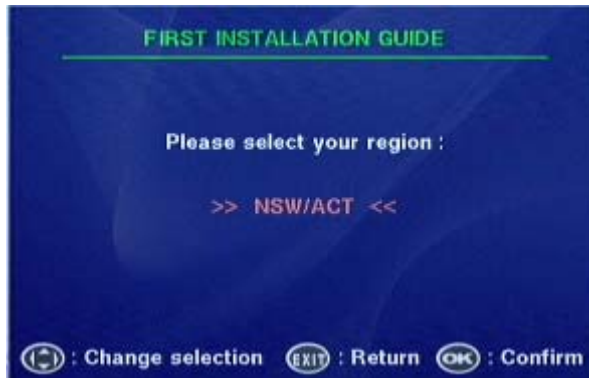 FIRST INSTALLATION GUIDE
Please select your region :
>> NSW/ACT <<
: Change selection EXIT : Return OK : Confirm